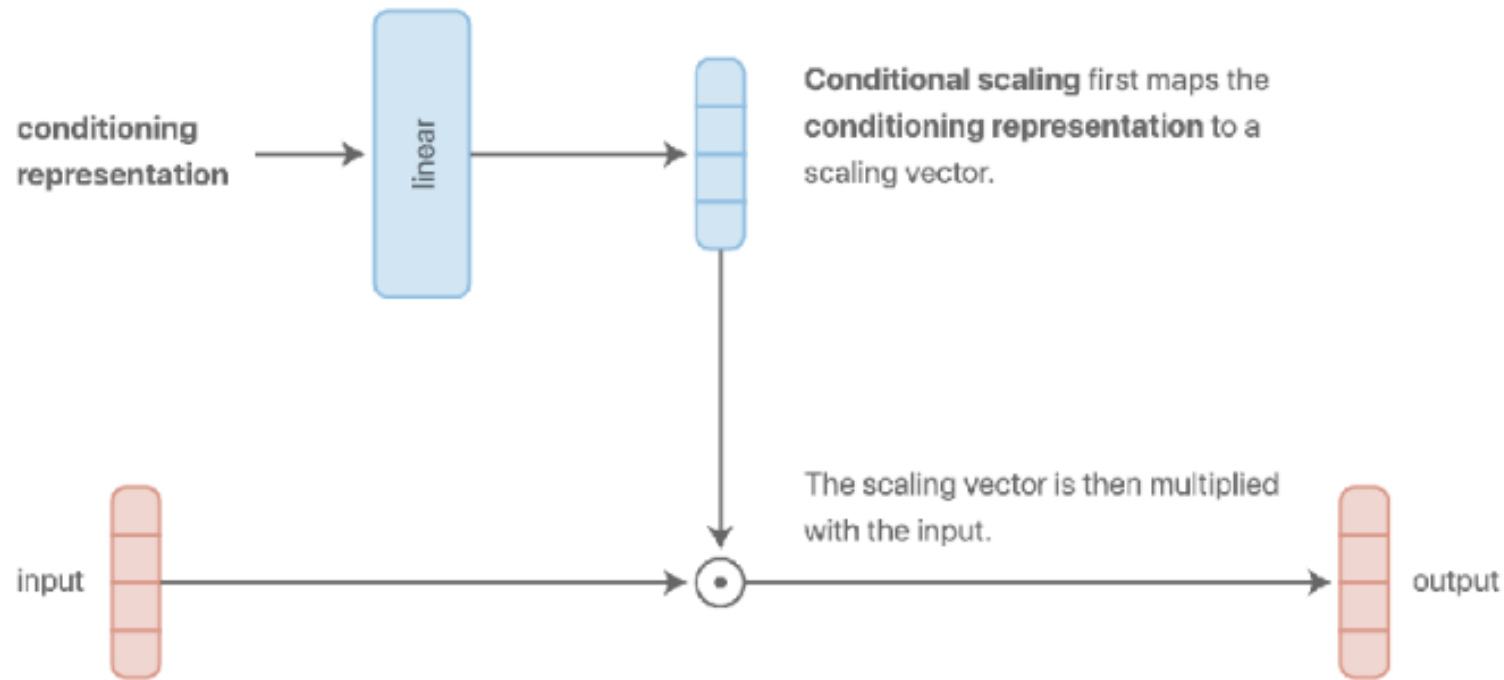 conditioning
representation
linear
Conditional scaling first maps the
conditioning representation to a
scaling vector.
The scaling vector is then multiplied
with the input.
input
output